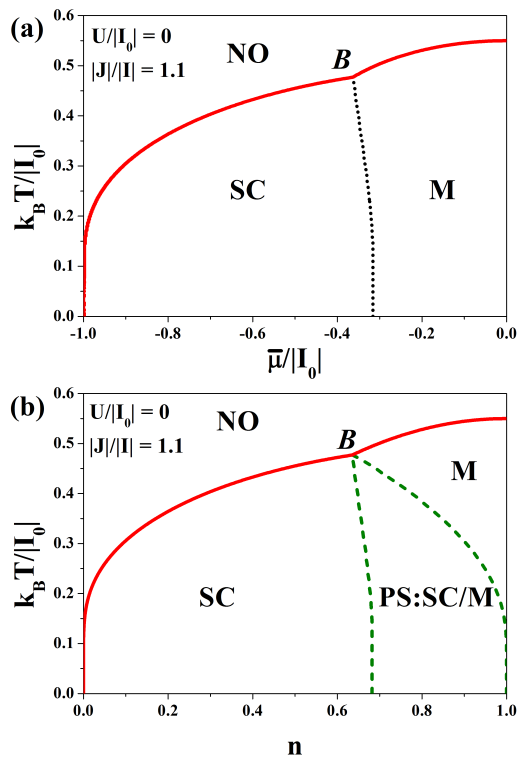 (a)
U/|I₀| = 0
|J|/|I| = 1.1
NO
B
SC
M
k_BT/|I₀|
0.6
0.5
0.4
0.3
0.2
0.1
0.0
-1.0 -0.8 -0.6 -0.4 -0.2 0.0
μ̄/|I₀|
(b)
U/|I₀| = 0
|J|/|I| = 1.1
NO
B
M
SC
PS:SC/M
k_BT/|I₀|
0.6
0.5
0.4
0.3
0.2
0.1
0.0
0.0 0.2 0.4 0.6 0.8 1.0
n